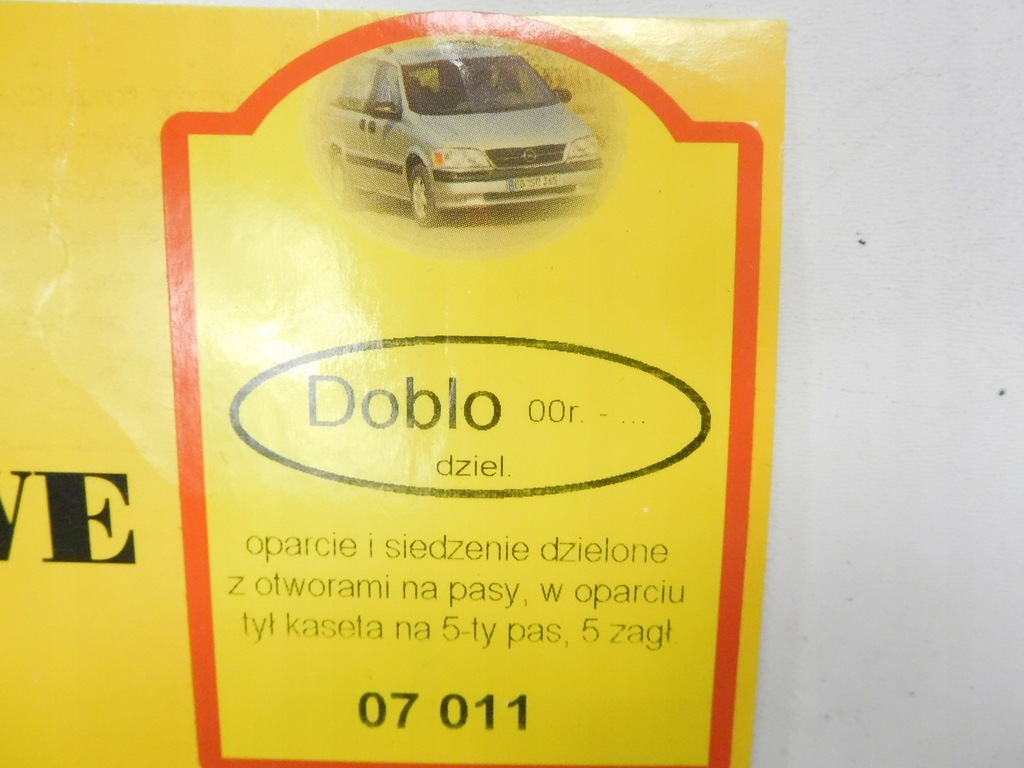 Doblo 00r. - ...
dziel.
WE
oparcie i siedzenie dzielone
z otworami na pasy, w oparciu
tył kaseta na 5-ty pas, 5 zagł.
07 011